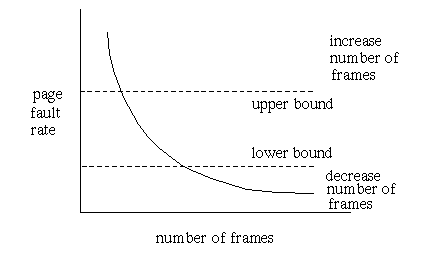 increase
number of
frames
page
fault
rate
upper bound
lower bound
decrease
number of
frames
number of frames